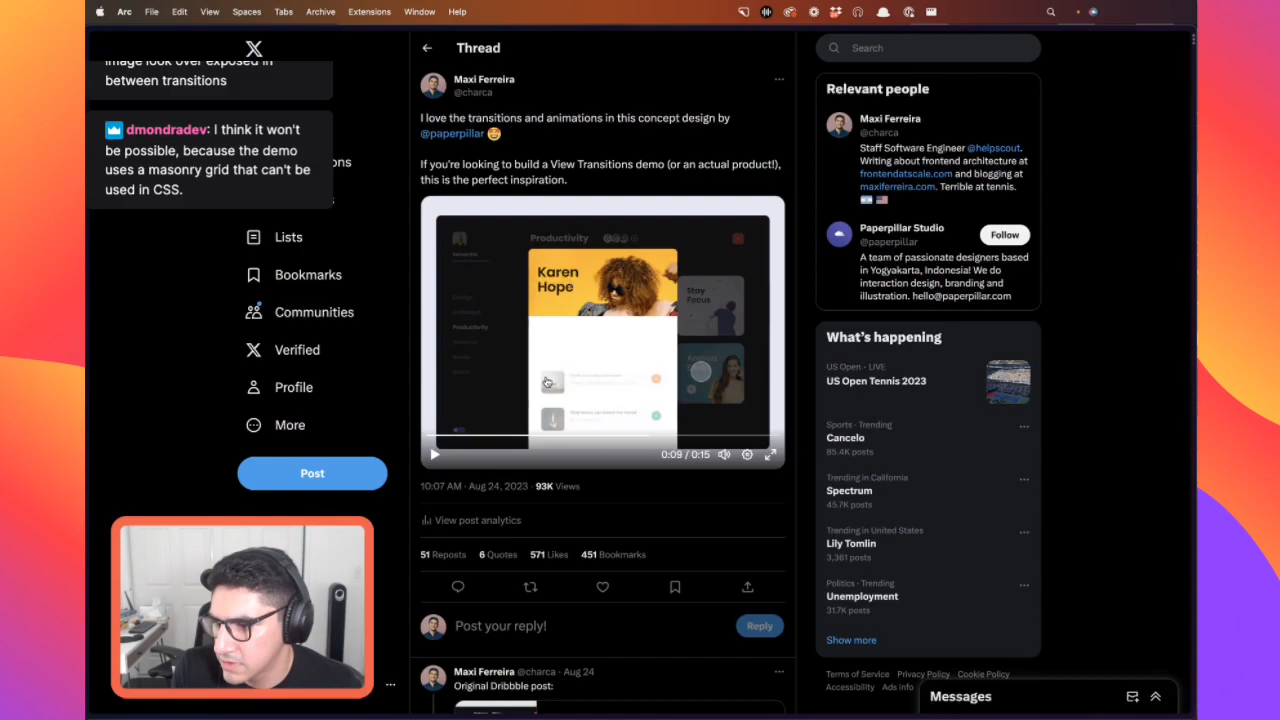 Arc File Edit View Spaces Tabs Archive Extensions Window Help
image look over exposed in
between transitions
dmondradev: I think it won't
be possible, because the demo
uses a masonry grid that can't be
used in CSS.
Lists
Bookmarks
Communities
Verified
Profile
More
Post
Thread
Maxi Ferreira
@charca
I love the transitions and animations in this concept design by
@paperpillar 🤩
If you're looking to build a View Transitions demo (or an actual product!),
this is the perfect inspiration.
Productivity
Karen
Hope
Stay
Focus
Productivity
0:09 / 0:15
10:07 AM · Aug 24, 2023 · 93K Views
View post analytics
51 Reposts 6 Quotes 571 Likes 451 Bookmarks
Post your reply!
Reply
Maxi Ferreira @charca · Aug 24
Original Dribbble post:
Search
Relevant people
Maxi Ferreira
@charca
Staff Software Engineer @helpscout.
Writing about frontend architecture at
frontendatscale.com and blogging at
maxiferreira.com. Terrible at tennis.
🇦🇷 🇺🇸
Paperpillar Studio
@paperpillar
Follow
A team of passionate designers based
in Yogyakarta, Indonesia! We do
interaction design, branding and
illustration. hello@paperpillar.com
What's happening
US Open · LIVE
US Open Tennis 2023
Sports · Trending
Cancelo
85.4K posts
Trending in California
Spectrum
45.7K posts
Trending in United States
Lily Tomlin
3,361 posts
Politics · Trending
Unemployment
31.7K posts
Show more
Terms of Service Privacy Policy Cookie Policy
Accessibility Ads info
Messages